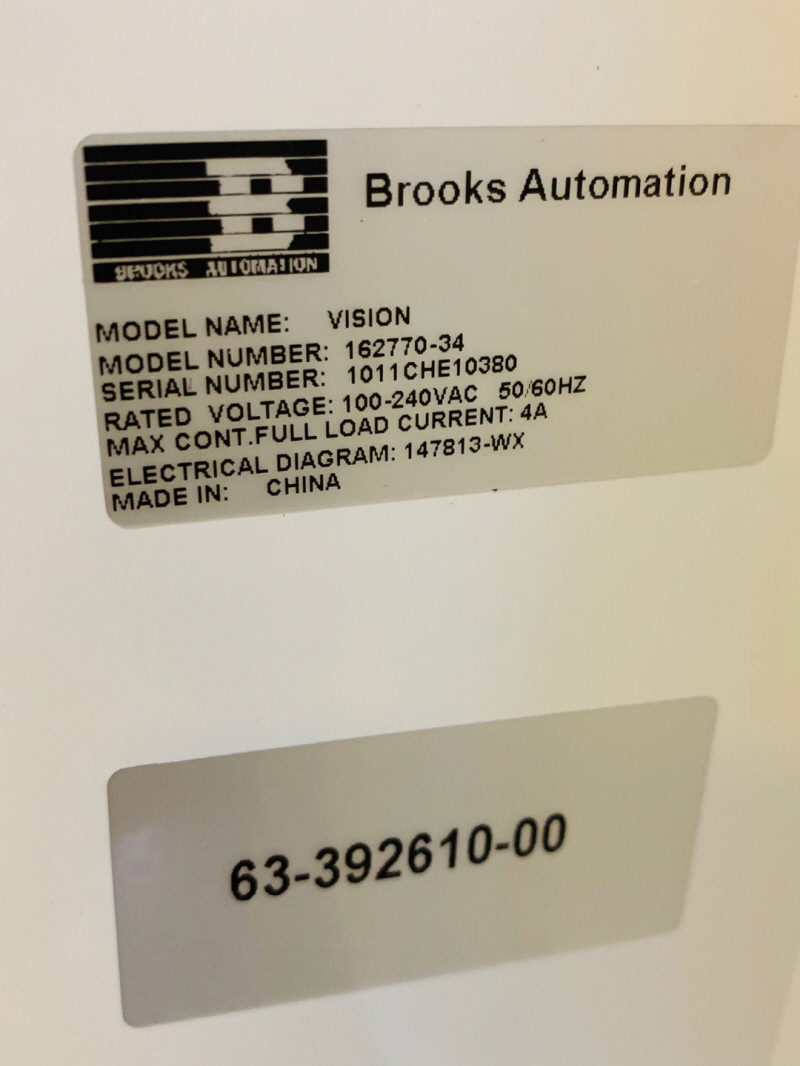 Brooks Automation
BROOKS AUTOMATION
MODEL NAME: VISION
MODEL NUMBER: 162770-34
SERIAL NUMBER: 1011CHE10380
RATED VOLTAGE: 100-240VAC 50/60HZ
MAX CONT.FULL LOAD CURRENT: 4A
ELECTRICAL DIAGRAM: 147813-WX
MADE IN: CHINA
63-392610-00